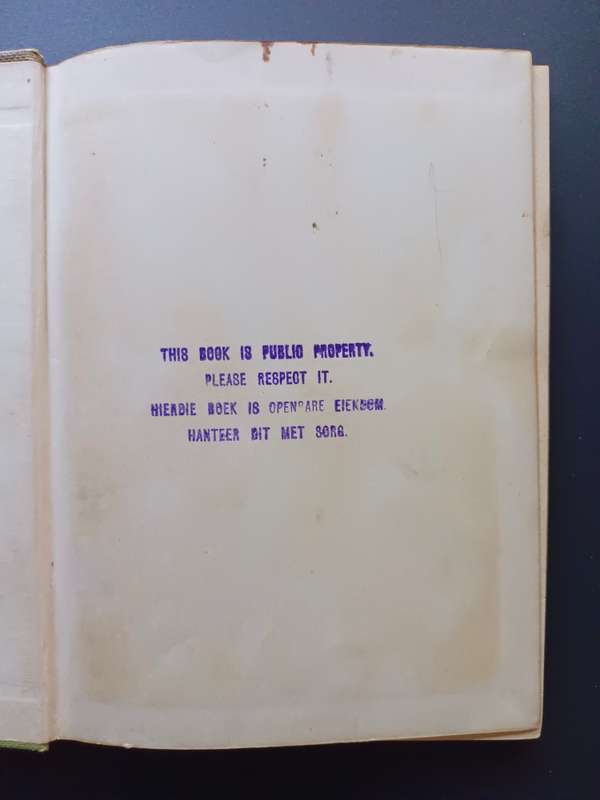 THIS BOOK IS PUBLIC PROPERTY.
PLEASE RESPECT IT.
HIERDIE BOEK IS OPENBARE EIENDOM.
HANTEER DIT MET SORG.